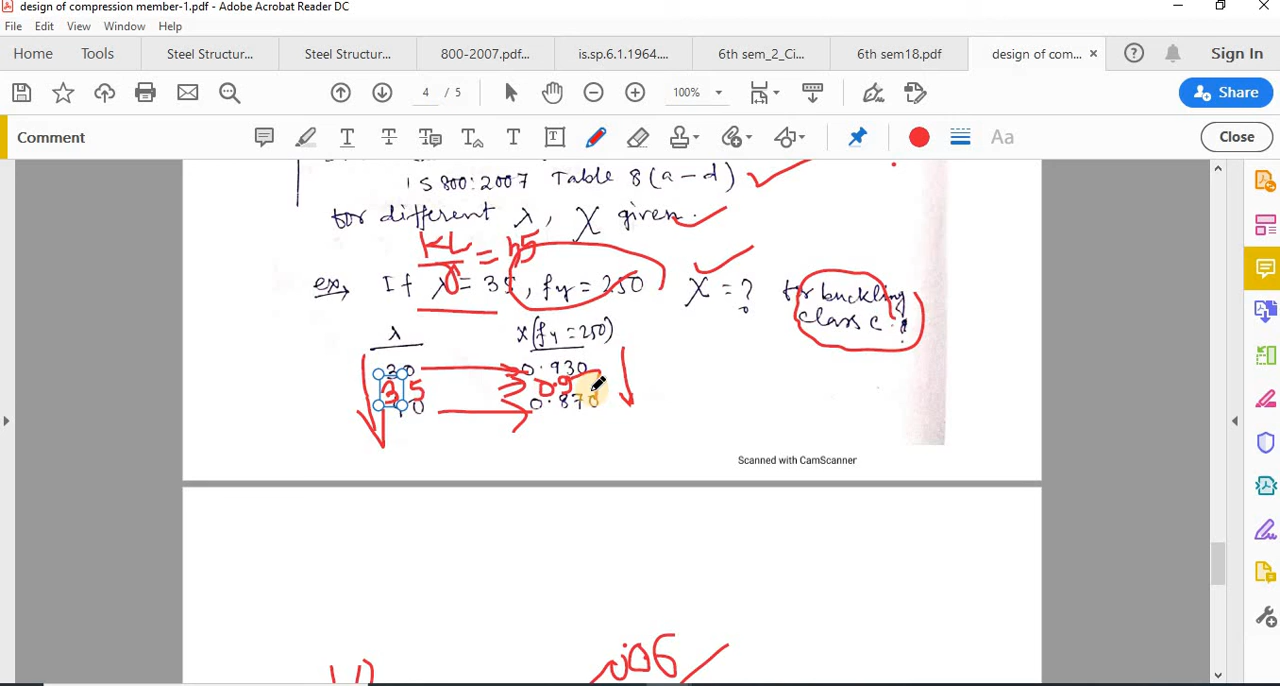 design of compression member-1.pdf - Adobe Acrobat Reader DC
File Edit View Window Help
Home Tools Steel Structur... Steel Structur... 800-2007.pdf... is.sp.6.1.1964.... 6th sem_2_Ci... 6th sem18.pdf design of com... × Sign In
4 / 5 100% Share
Comment Close
IS 800:2007 Table 8(a-d)
for different λ, X given.
KL = 35
ex, If λ = 35, fy = 250 X = ? for buckling
class c.
λ X(fy = 250)
30 0.930
35 0.9
40 0.870
Scanned with CamScanner